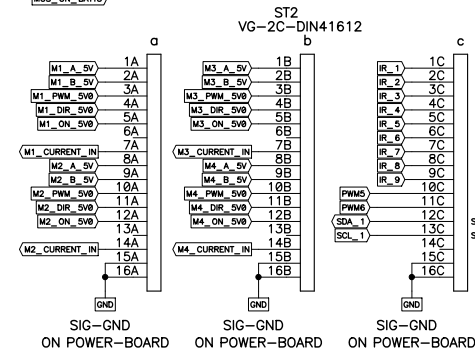 ST2
VG-2C-DIN41612
a b c
M1_A_5V 1A M3_A_5V 1B IR_1 1C
M1_B_5V 2A M3_B_5V 2B IR_2 2C
M1_PWM_5V0 3A M3_PWM_5V0 3B IR_3 3C
M1_DIR_5V0 4A M3_DIR_5V0 4B IR_4 4C
M1_ON_5V0 5A M3_ON_5V0 5B IR_5 5C
6A 6B IR_6 6C
M1_CURRENT_IN 7A M3_CURRENT_IN 7B IR_7 7C
M2_A_5V 8A M4_A_5V 8B IR_8 8C
M2_B_5V 9A M4_B_5V 9B IR_9 9C
M2_PWM_5V0 10A M4_PWM_5V0 10B 10C
M2_DIR_5V0 11A M4_DIR_5V0 11B PWM5 11C
M2_ON_5V0 12A M4_ON_5V0 12B PWM6 12C
13A 13B SDA_1 13C
M2_CURRENT_IN 14A M4_CURRENT_IN 14B SCL_1 14C
15A 15B 15C
16A 16B 16C
GND GND GND
SIG-GND SIG-GND SIG-GND
ON POWER-BOARD ON POWER-BOARD ON POWER-BOARD